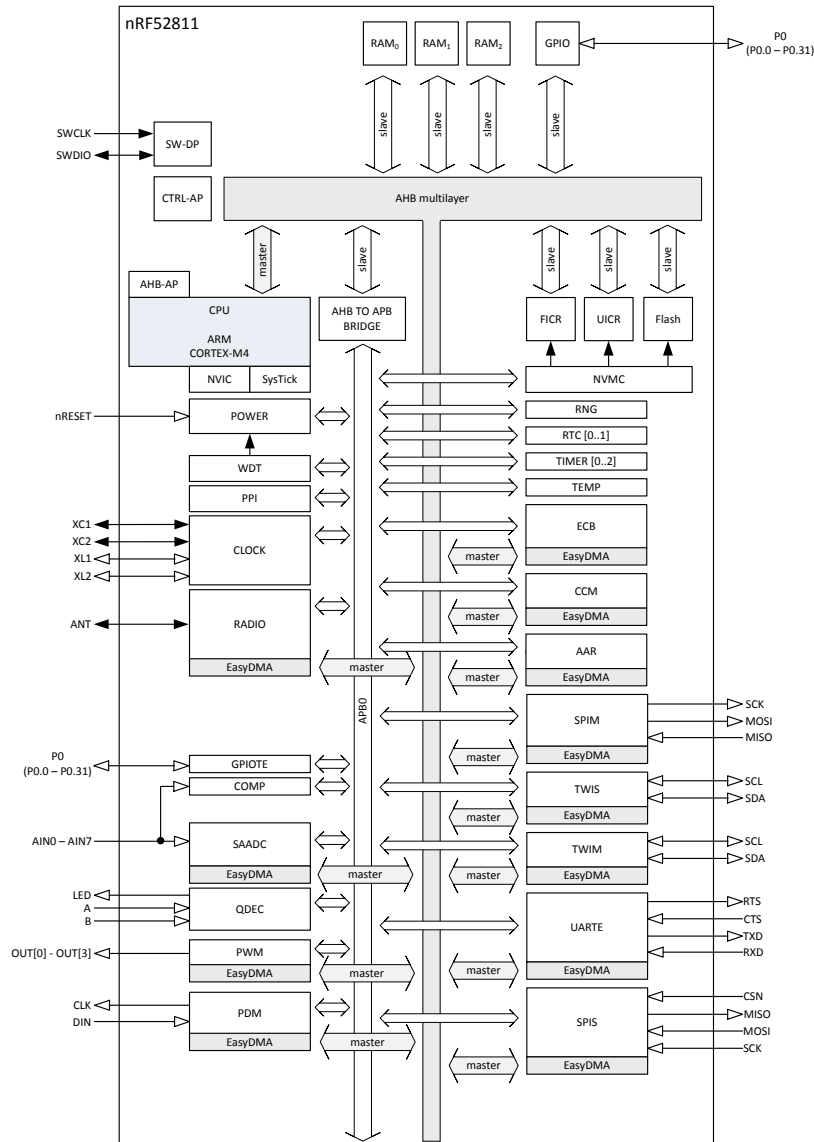 nRF52811
RAM0
RAM1
RAM2
GPIO
P0
(P0.0 – P0.31)
slave
slave
slave
slave
SWCLK
SWDIO
SW-DP
CTRL-AP
AHB multilayer
master
slave
slave
slave
slave
AHB-AP
CPU
ARM
CORTEX-M4
NVIC
SysTick
AHB TO APB
BRIDGE
FICR
UICR
Flash
NVMC
nRESET
POWER
RNG
RTC [0..1]
WDT
TIMER [0..2]
PPI
TEMP
XC1
XC2
XL1
XL2
CLOCK
ECB
master
EasyDMA
ANT
RADIO
EasyDMA
master
CCM
master
EasyDMA
AAR
master
EasyDMA
APB0
SPIM
master
EasyDMA
SCK
MOSI
MISO
P0
(P0.0 – P0.31)
GPIOTE
COMP
TWIS
master
EasyDMA
SCL
SDA
AIN0 – AIN7
SAADC
EasyDMA
master
TWIM
master
EasyDMA
SCL
SDA
LED
A
B
QDEC
UARTE
master
EasyDMA
RTS
CTS
TXD
RXD
OUT[0] - OUT[3]
PWM
EasyDMA
master
CLK
DIN
PDM
EasyDMA
master
SPIS
master
EasyDMA
CSN
MISO
MOSI
SCK